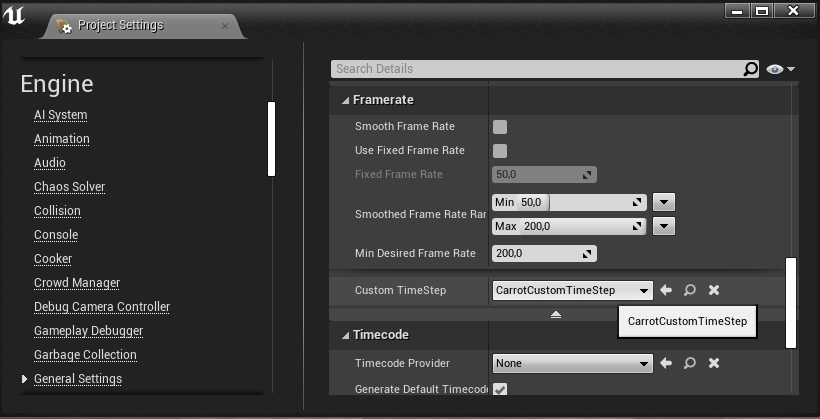 Project Settings
Engine
AI System
Animation
Audio
Chaos Solver
Collision
Console
Cooker
Crowd Manager
Debug Camera Controller
Gameplay Debugger
Garbage Collection
General Settings
Search Details
Framerate
Smooth Frame Rate
Use Fixed Frame Rate
Fixed Frame Rate 50,0
Smoothed Frame Rate Ran Min 50,0
Max 200,0
Min Desired Frame Rate 200,0
Custom TimeStep CarrotCustomTimeStep
CarrotCustomTimeStep
Timecode
Timecode Provider None
Generate Default Timecode